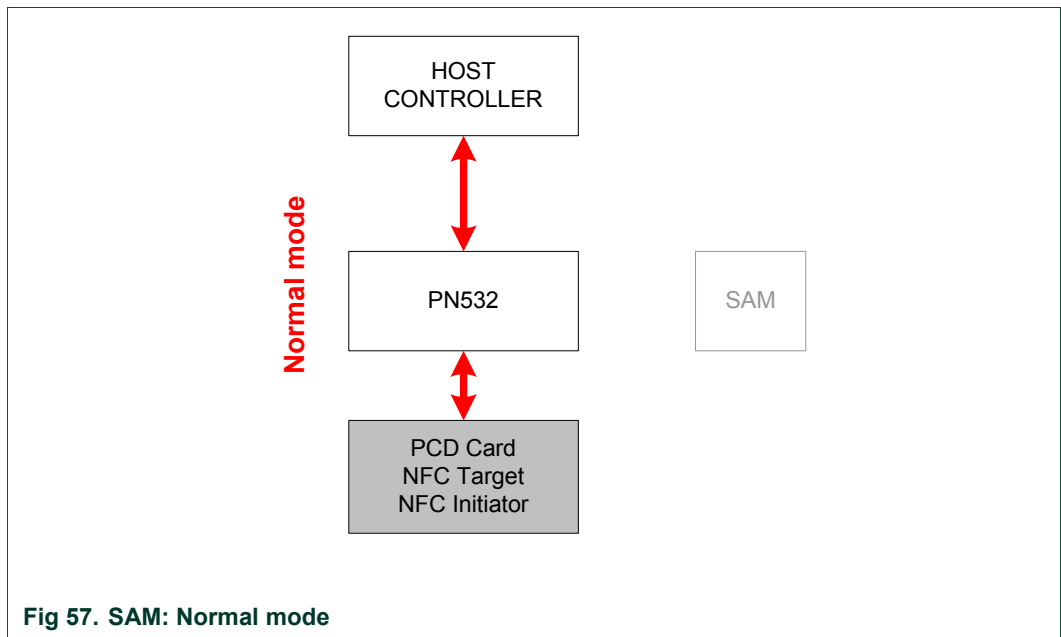 HOST
CONTROLLER
Normal mode
PN532
SAM
PCD Card
NFC Target
NFC Initiator
Fig 57. SAM: Normal mode